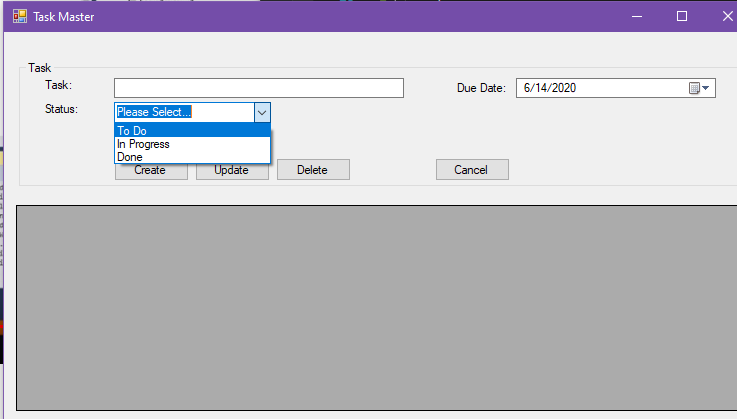 Task Master
Task
Task:
Due Date: 6/14/2020
Status: Please Select...
To Do
In Progress
Done
Create Update Delete Cancel